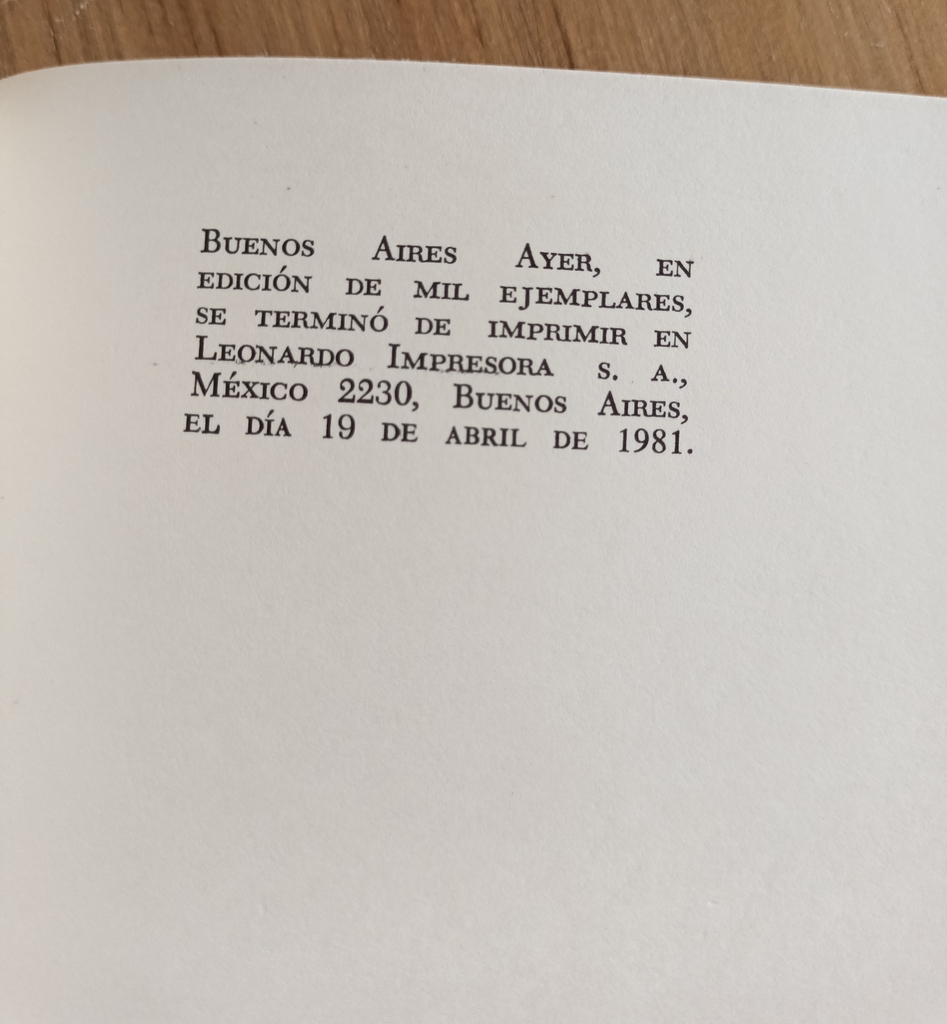 Buenos Aires Ayer, en
edición de mil ejemplares,
se terminó de imprimir en
Leonardo Impresora s. a.,
México 2230, Buenos Aires,
el día 19 de abril de 1981.